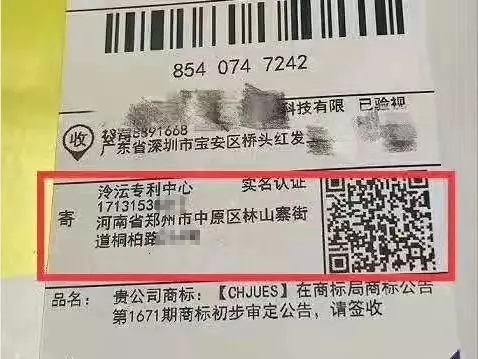 854 074 7242
科技有限 已验视
收
8891668
广东省深圳市宝安区桥头红发
泠沄专利中心 实名认证
1713153
寄
河南省郑州市中原区林山寨街
道桐柏路
品名: 贵公司商标:【CHJUES】在商标局商标公告
第1671期商标初步审定公告,请签收